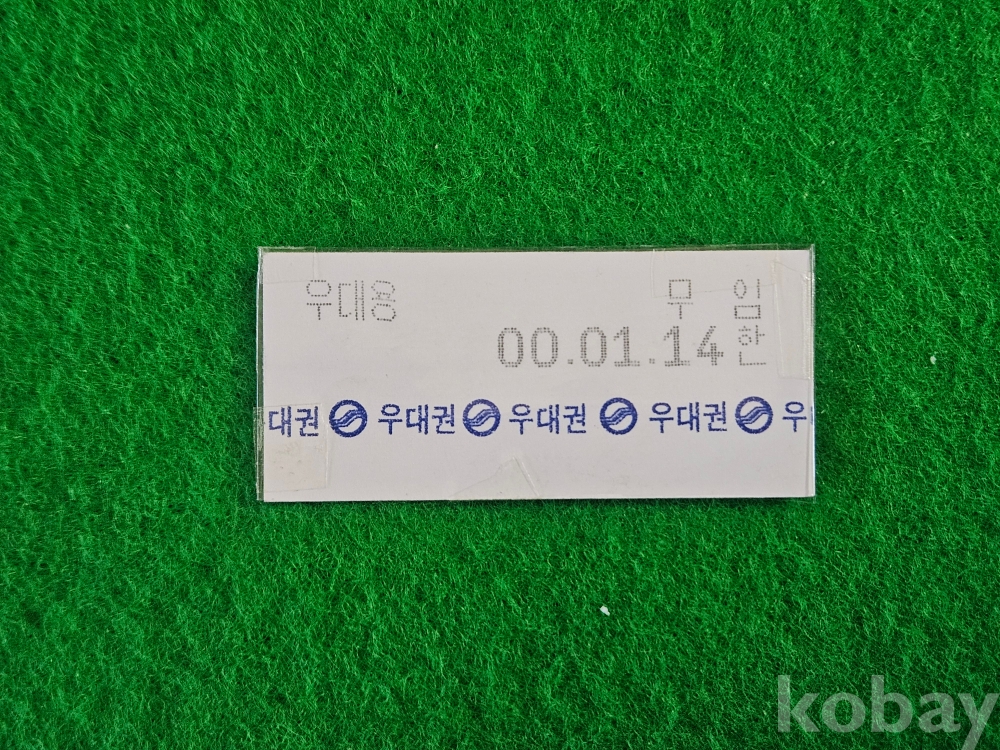 우대용 무 임
00.01.14 한
대권 우대권 우대권 우대권 우
kobay